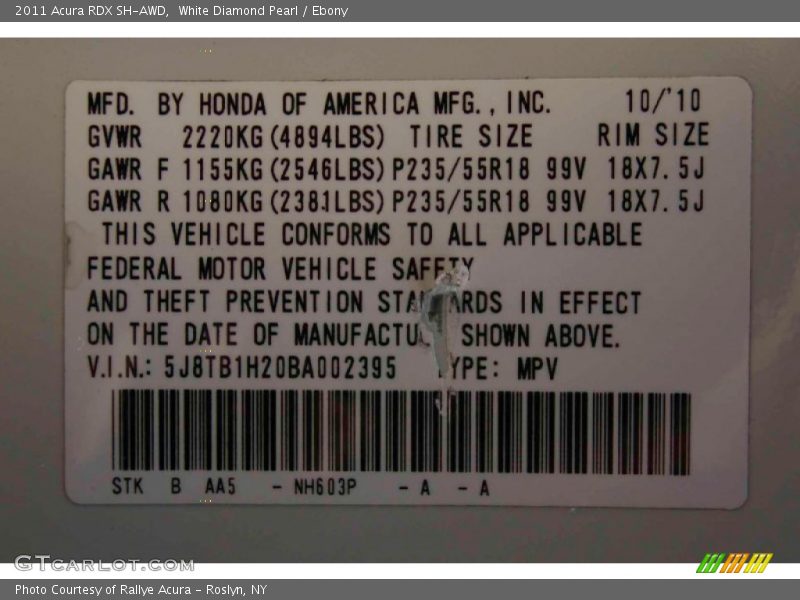 2011 Acura RDX SH-AWD, White Diamond Pearl / Ebony
MFD. BY HONDA OF AMERICA MFG., INC. 10/'10
GVWR 2220KG(4894LBS) TIRE SIZE RIM SIZE
GAWR F 1155KG(2546LBS)P235/55R18 99V 18X7.5J
GAWR R 1080KG(2381LBS)P235/55R18 99V 18X7.5J
THIS VEHICLE CONFORMS TO ALL APPLICABLE
FEDERAL MOTOR VEHICLE SAFETY
AND THEFT PREVENTION STA RDS IN EFFECT
ON THE DATE OF MANUFACTU SHOWN ABOVE.
V.I.N.: 5J8TB1H20BA002395 YPE: MPV
STK B AA5 - NH603P - A - A
GTCARLOT.COM
Photo Courtesy of Rallye Acura - Roslyn, NY